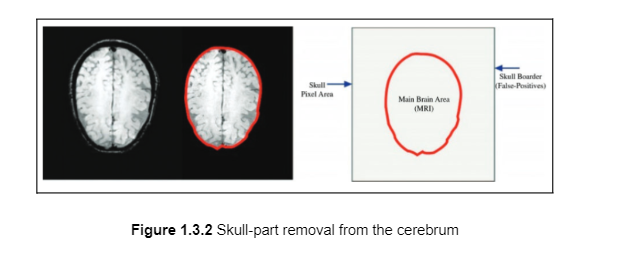 Skull
Pixel Area
Main Brain Area
(MRI)
Skull Boarder
(False-Positives)
Figure 1.3.2 Skull-part removal from the cerebrum